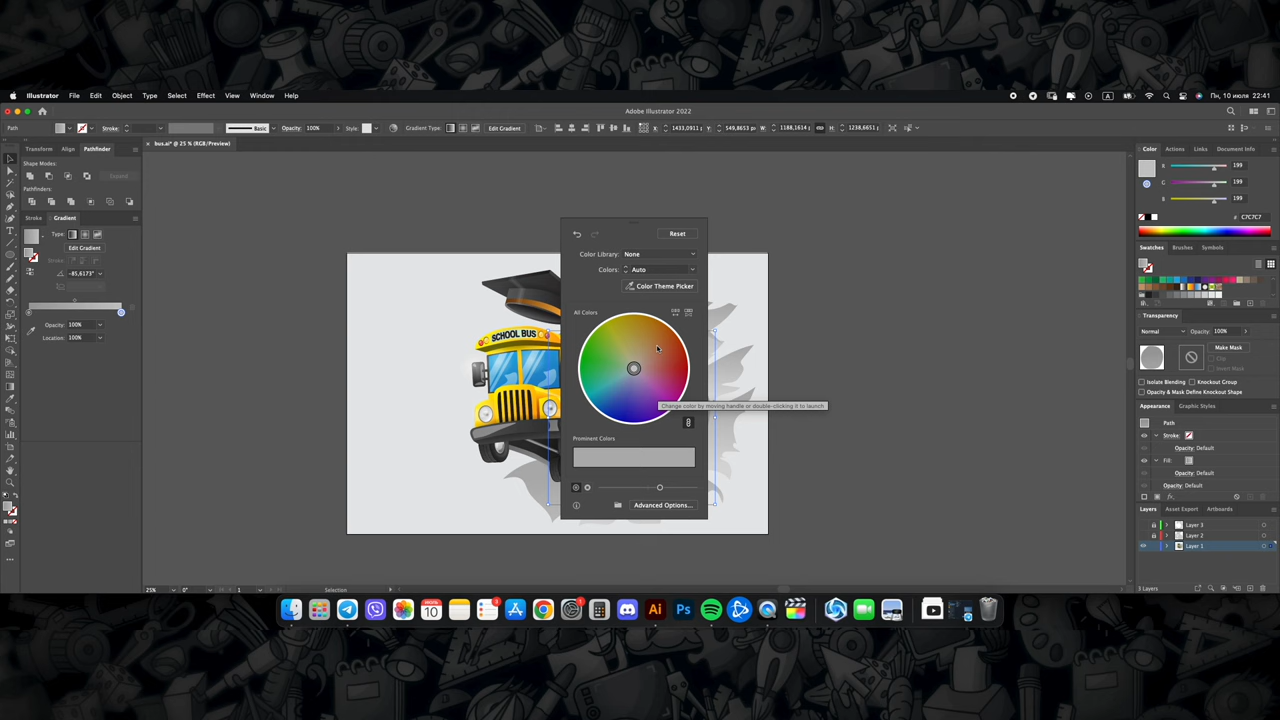 Illustrator File Edit Object Type Select Effect View Window Help
A
Пн, 10 июля 22:41
Adobe Illustrator 2022
Path
Stroke:
Basic
Opacity: 100%
Style:
Gradient Type:
Edit Gradient
X: 1433,0911
Y: 549,8653
W: 1188,1614
H: 1238,6651
Transform Align Pathfinder
bus.ai* @ 25 % (RGB/Preview)
Shape Modes:
Expand
Pathfinders:
Stroke Gradient
Type:
Edit Gradient
Stroke:
-85,6173°
Opacity: 100%
Location: 100%
SCHOOL BUS
Reset
Color Library: None
Colors: Auto
Color Theme Picker
All Colors
Change color by moving handle or double-clicking it to launch
Prominent Colors
Advanced Options...
Color Actions Links Document Info
R 199
G 199
B 199
# C7C7C7
Swatches Brushes Symbols
Transparency
Normal
Opacity: 100%
Make Mask
Clip
Invert Mask
Isolate Blending Knockout Group
Opacity & Mask Define Knockout Shape
Appearance Graphic Styles
Path
Stroke:
Opacity: Default
Fill:
Opacity: Default
Opacity: Default
Layers Asset Export Artboards
Layer 3
Layer 2
Layer 1
3 Layers
25%
0°
1
Selection
10